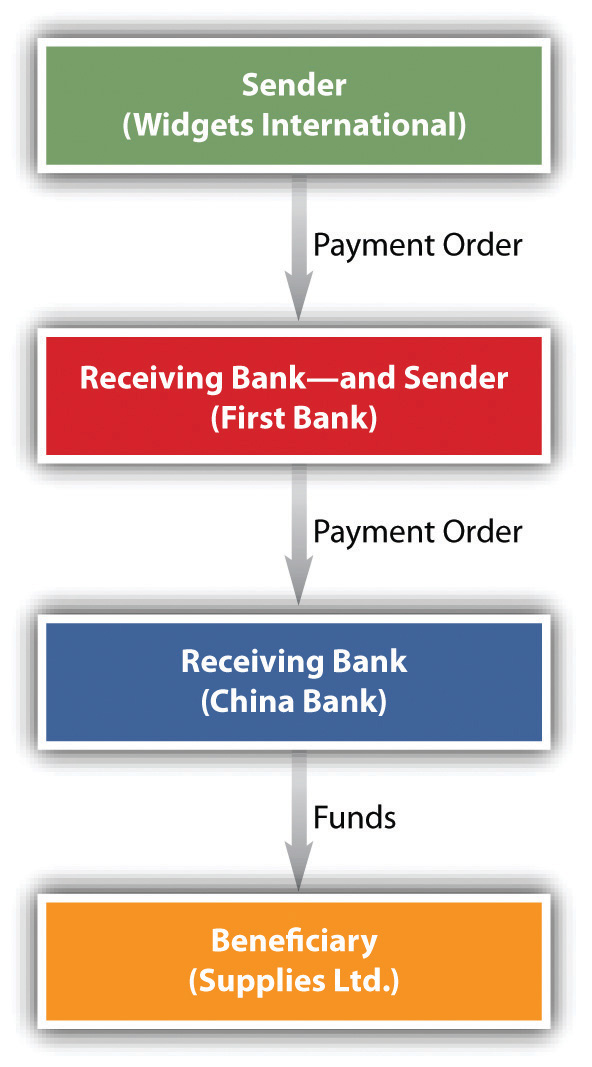 Sender
(Widgets International)
Payment Order
Receiving Bank—and Sender
(First Bank)
Payment Order
Receiving Bank
(China Bank)
Funds
Beneficiary
(Supplies Ltd.)